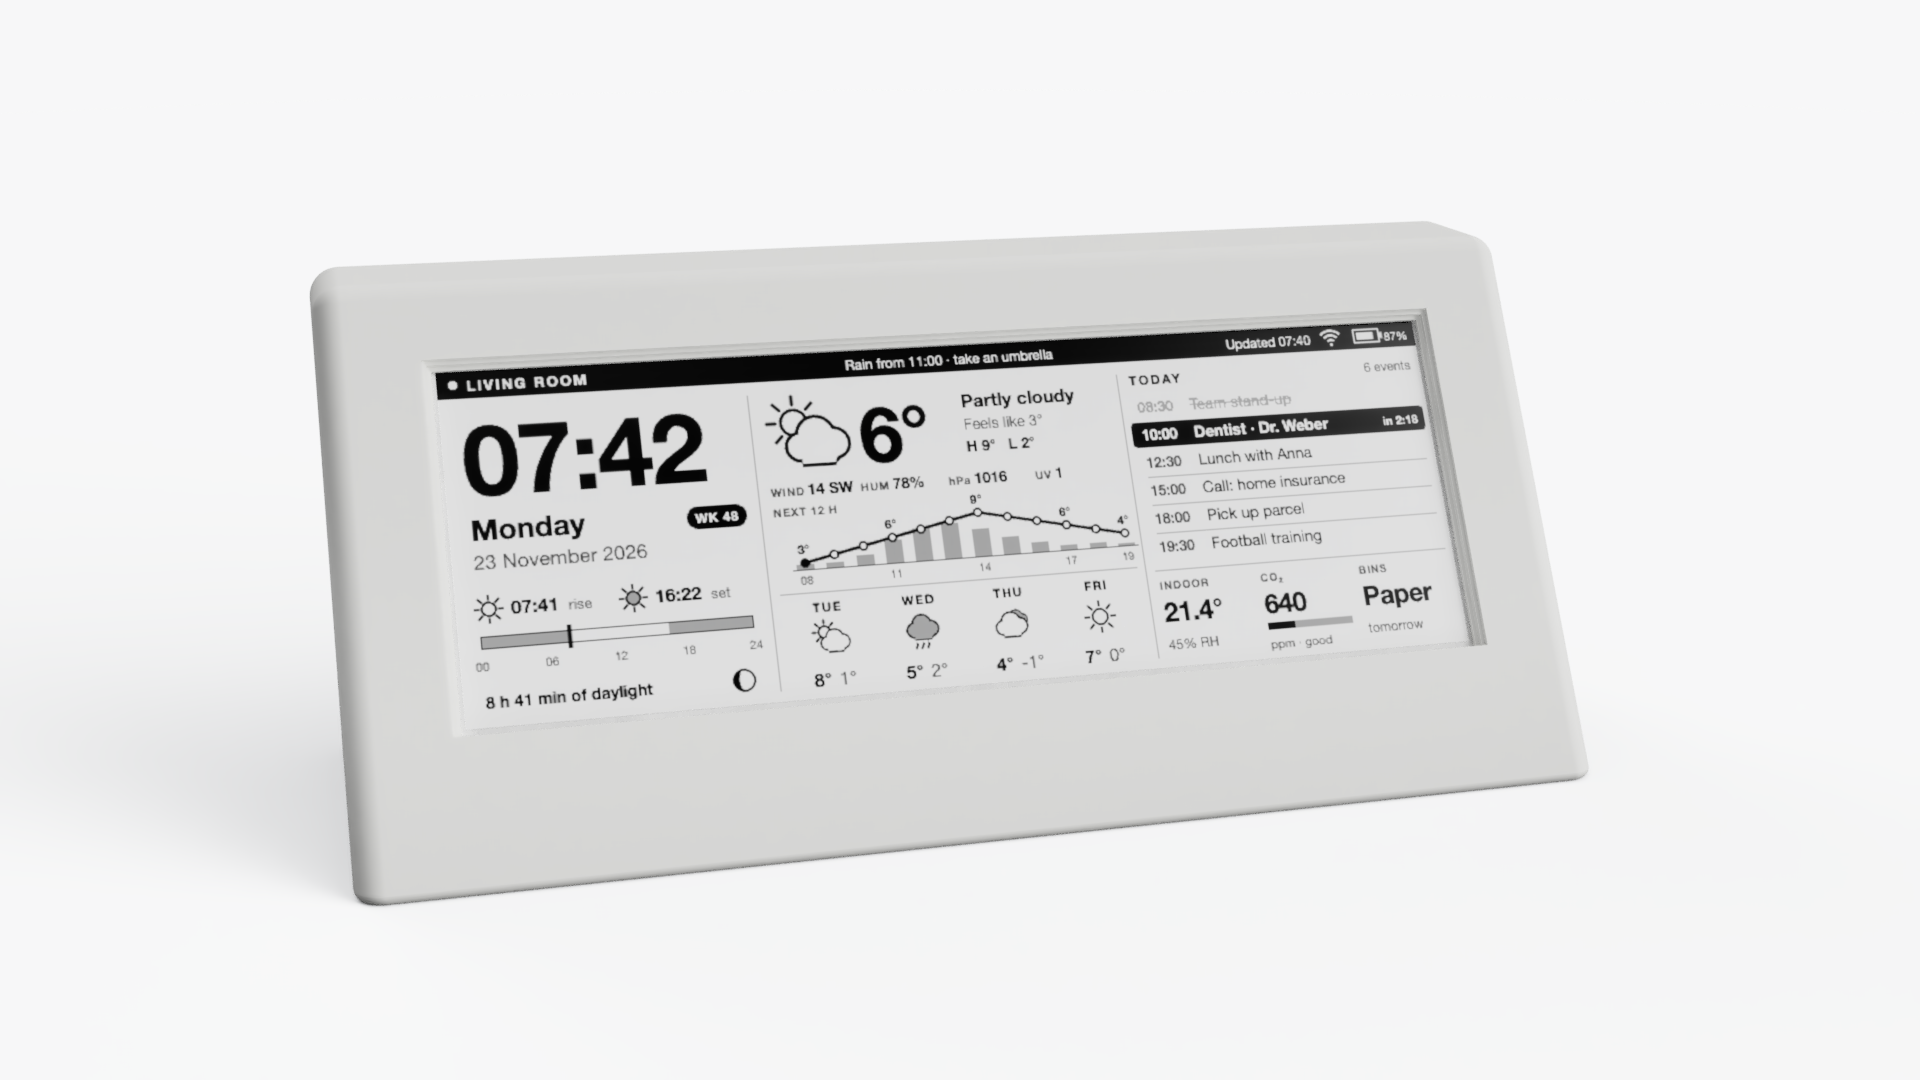 LIVING ROOM
Rain from 11:00 · take an umbrella
Updated 07:40
87%
07:42
Monday
WK 48
23 November 2026
07:41 rise
16:22 set
00 06 12 18 24
8 h 41 min of daylight
6°
Partly cloudy
Feels like 3°
H 9° L 2°
WIND 14 SW HUM 78% hPa 1016 UV 1
NEXT 12 H
3° 6° 9° 6° 4°
08 11 14 17 19
TUE WED THU FRI
8° 1° 5° 2° 4° -1° 7° 0°
TODAY
6 events
08:30 Team stand-up
10:00 Dentist · Dr. Weber in 2:18
12:30 Lunch with Anna
15:00 Call: home insurance
18:00 Pick up parcel
19:30 Football training
INDOOR
21.4°
45% RH
CO₂
640
ppm · good
BINS
Paper
tomorrow